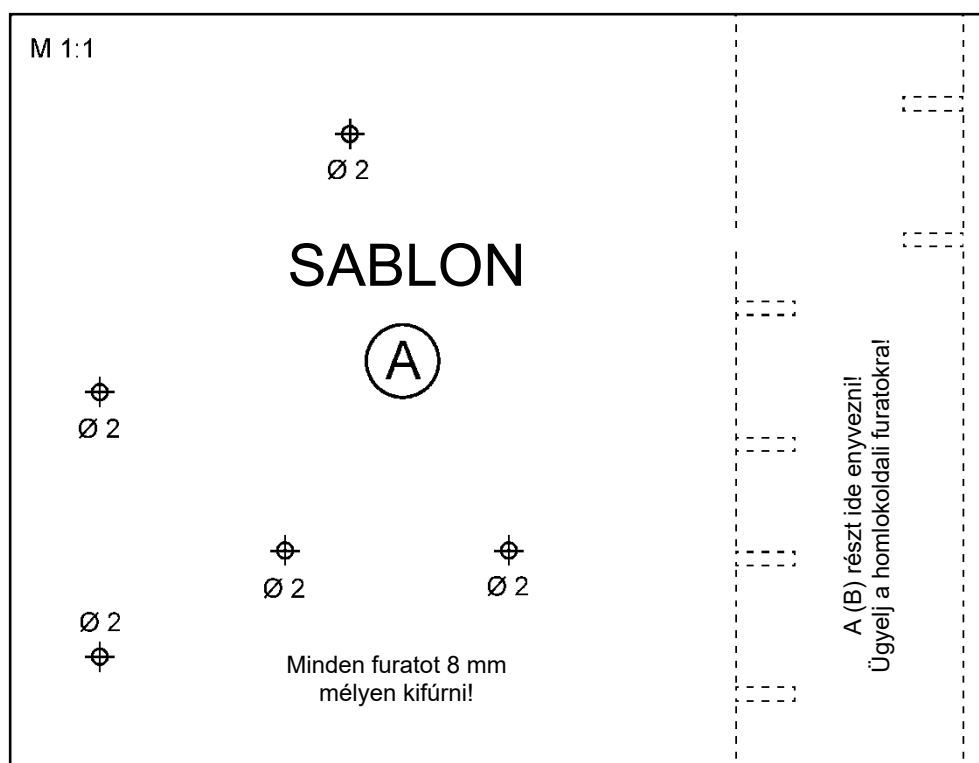 M 1:1
Ø 2
SABLON
A
Ø 2
Ø 2
Ø 2
Ø 2
Minden furatot 8 mm
mélyen kifúrni!
A (B) részt ide enyvezni!
Ügyelj a homlokoldali furatokra!